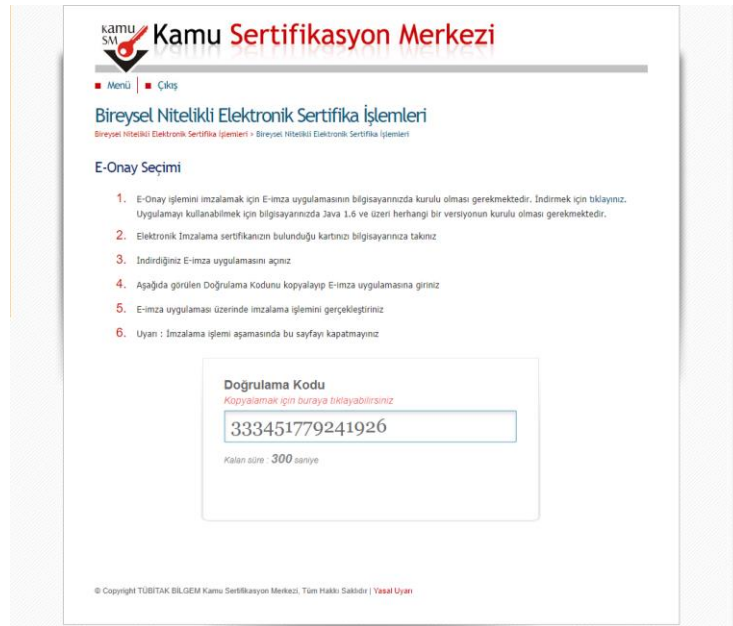 kamu SM
Kamu Sertifikasyon Merkezi
Menü
Çıkış
Bireysel Nitelikli Elektronik Sertifika İşlemleri
Bireysel Nitelikli Elektronik Sertifika İşlemleri » Bireysel Nitelikli Elektronik Sertifika İşlemleri
E-Onay Seçimi
1. E-Onay işlemini imzalamak için E-imza uygulamasının bilgisayarınızda kurulu olması gerekmektedir. İndirmek için tıklayınız.
Uygulamayı kullanabilmek için bilgisayarınızda Java 1.6 ve üzeri herhangi bir versiyonun kurulu olması gerekmektedir.
2. Elektronik İmzalama sertifikanızın bulunduğu kartınızı bilgisayarınıza takınız
3. İndirdiğiniz E-imza uygulamasını açınız
4. Aşağıda görülen Doğrulama Kodunu kopyalayıp E-imza uygulamasına giriniz
5. E-imza uygulaması üzerinde imzalama işlemini gerçekleştiriniz
6. Uyarı : İmzalama işlemi aşamasında bu sayfayı kapatmayınız
Doğrulama Kodu
Kopyalamak için buraya tıklayabilirsiniz
333451779241926
Kalan süre : 300 saniye
© Copyright TÜBİTAK BİLGEM Kamu Sertifikasyon Merkezi, Tüm Hakkı Saklıdır | Yasal Uyarı